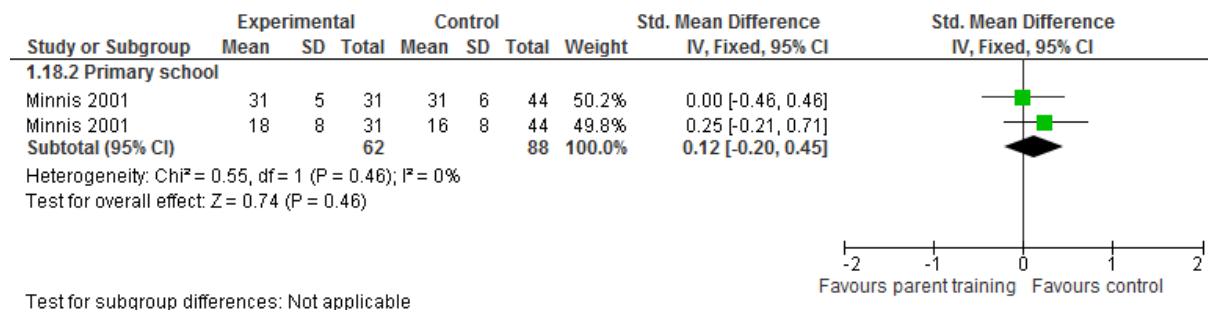 Experimental Control Std. Mean Difference Std. Mean Difference
Study or Subgroup Mean SD Total Mean SD Total Weight IV, Fixed, 95% CI IV, Fixed, 95% CI
1.18.2 Primary school
Minnis 2001 31 5 31 31 6 44 50.2% 0.00 [-0.46, 0.46]
Minnis 2001 18 8 31 16 8 44 49.8% 0.25 [-0.21, 0.71]
Subtotal (95% CI) 62 88 100.0% 0.12 [-0.20, 0.45]
Heterogeneity: Chi² = 0.55, df = 1 (P = 0.46); I² = 0%
Test for overall effect: Z = 0.74 (P = 0.46)
-2 -1 0 1 2
Favours parent training Favours control
Test for subgroup differences: Not applicable